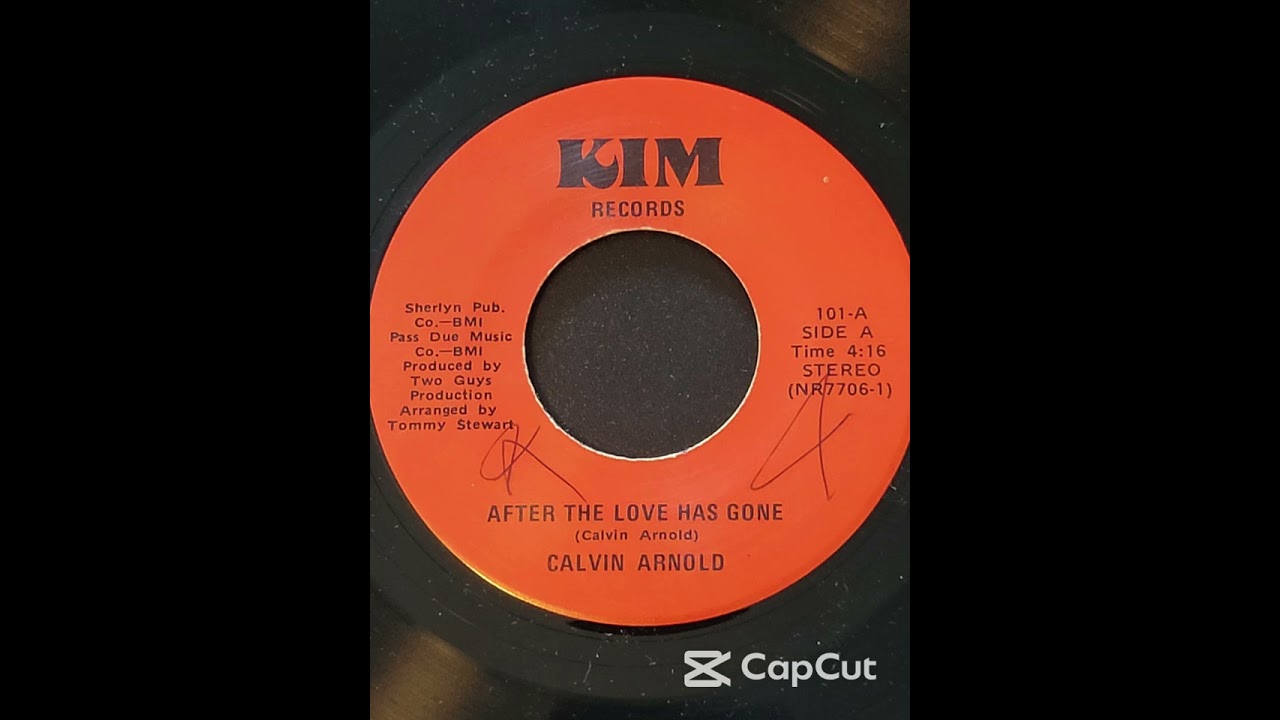 KIM
RECORDS
Sherlyn Pub.
Co.—BMI
Pass Due Music
Co.—BMI
Produced by
Two Guys
Production
Arranged by
Tommy Stewart
101-A
SIDE A
Time 4:16
STEREO
(NR7706-1)
AFTER THE LOVE HAS GONE
(Calvin Arnold)
CALVIN ARNOLD
CapCut